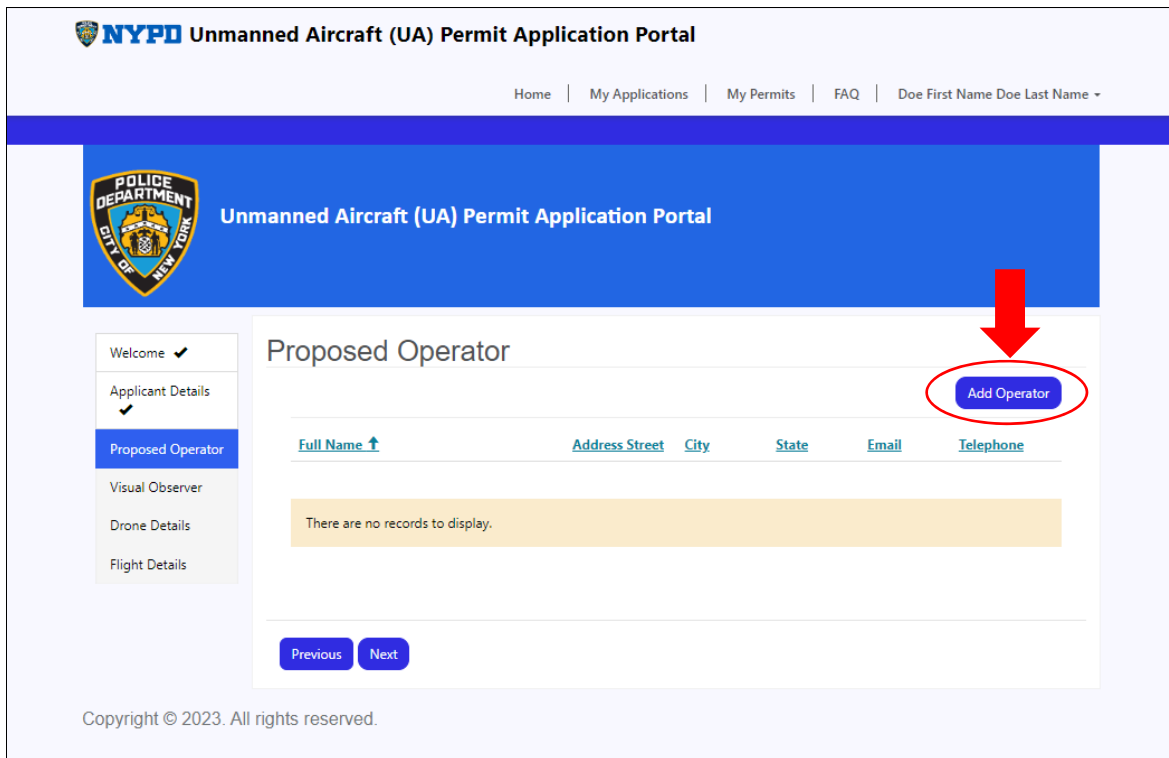 NYPD Unmanned Aircraft (UA) Permit Application Portal
Home | My Applications | My Permits | FAQ | Doe First Name Doe Last Name
POLICE
DEPARTMENT
CITY OF
NEW YORK
Unmanned Aircraft (UA) Permit Application Portal
Welcome ✔
Applicant Details
✔
Proposed Operator
Visual Observer
Drone Details
Flight Details
Proposed Operator
Add Operator
Full Name ↑ Address Street City State Email Telephone
There are no records to display.
Previous Next
Copyright © 2023. All rights reserved.